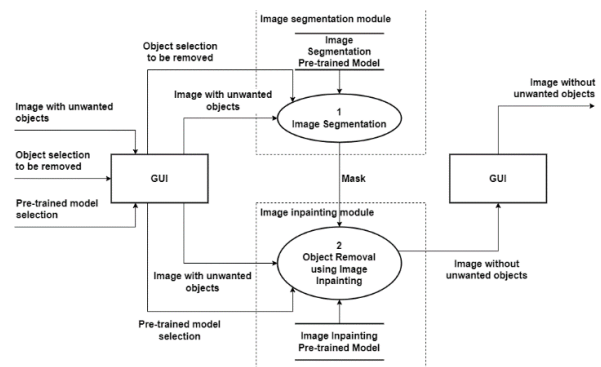 Image segmentation module
Image
Segmentation
Pre-trained Model
Object selection
to be removed
Image with unwanted
objects
1
Image Segmentation
Image without
unwanted objects
Image with unwanted
objects
Object selection
to be removed
Pre-trained model
selection
GUI
Mask
GUI
Image inpainting module
2
Object Removal
using Image
Inpainting
Image with unwanted
objects
Image without
unwanted objects
Pre-trained model
selection
Image Inpainting
Pre-trained Model